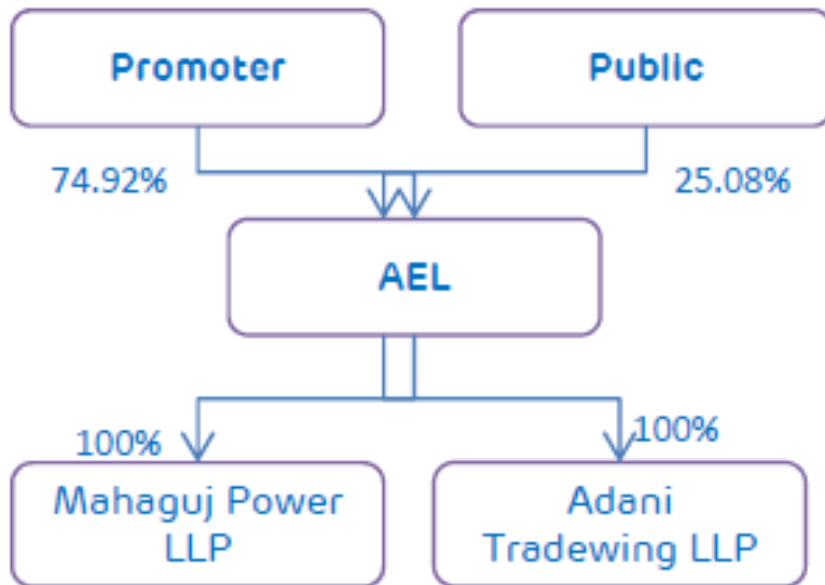 Promoter
Public
74.92%
25.08%
AEL
100%
100%
Mahaguj Power
LLP
Adani
Tradewing LLP